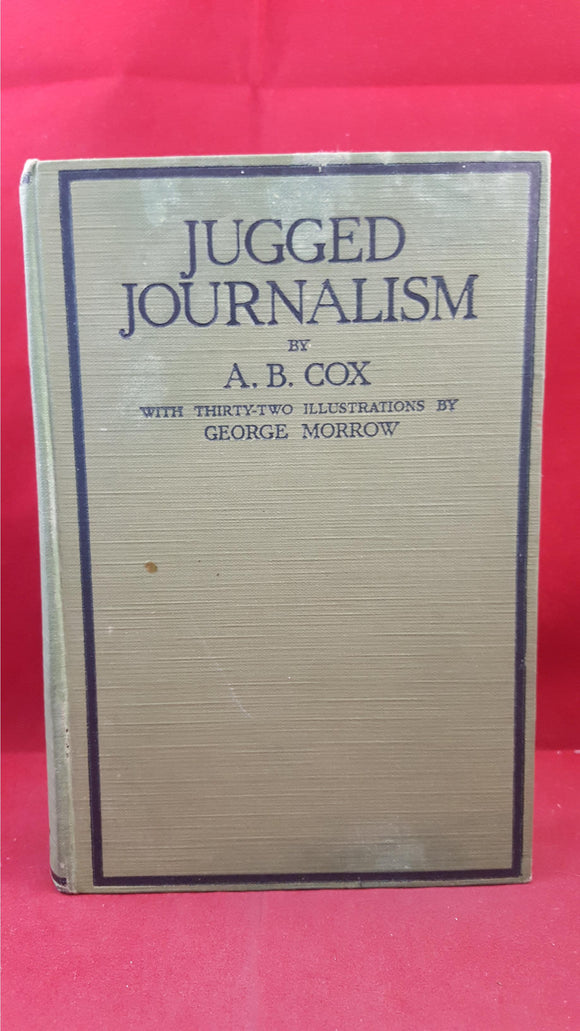 JUGGED
JOURNALISM
BY
A. B. COX
WITH THIRTY-TWO ILLUSTRATIONS BY
GEORGE MORROW